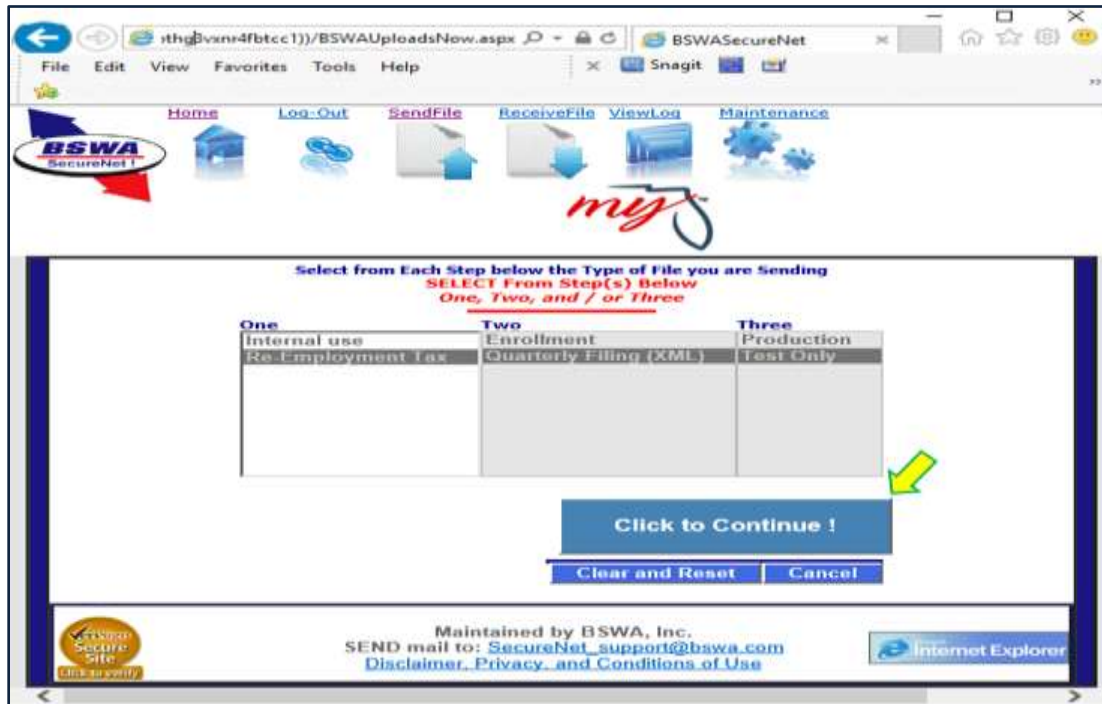 BSWAUploadsNow.aspx
BSWASecureNet
File Edit View Favorites Tools Help
Snagit
Home Log-Out SendFile ReceiveFile ViewLog Maintenance
BSWA
SecureNet !
my
Select from Each Step below the Type of File you are Sending
SELECT From Step(s) Below
One, Two, and / or Three
One Two Three
Internal use Enrollment Production
Re-Employment Tax Quarterly Filing (XML) Test Only
Click to Continue !
Clear and Reset Cancel
Secure
Site
Click to verify
Maintained by BSWA, Inc.
SEND mail to: SecureNet_support@bswa.com
Disclaimer, Privacy, and Conditions of Use
Internet Explorer